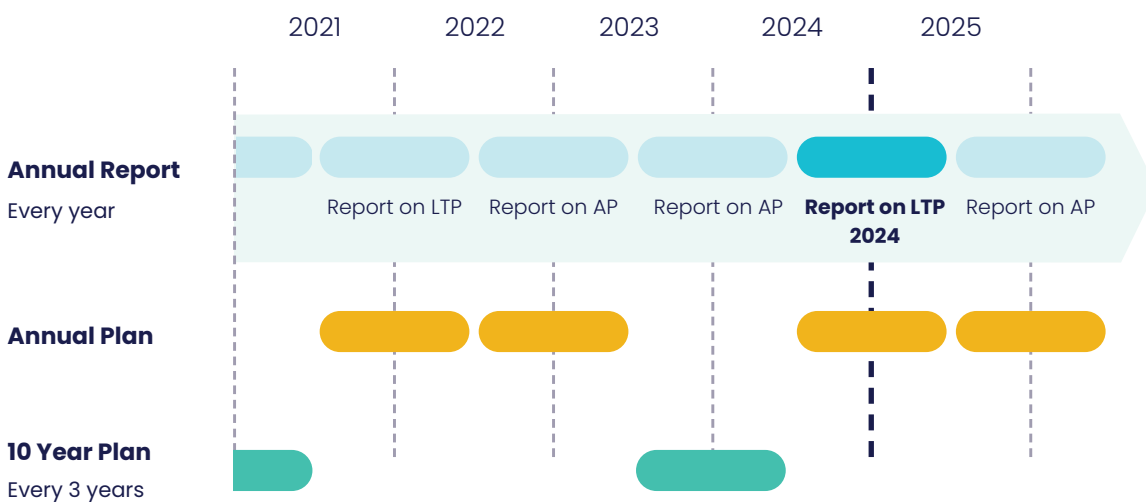 2021 2022 2023 2024 2025
Annual Report
Every year
Report on LTP Report on AP Report on AP Report on LTP Report on AP
2024
Annual Plan
10 Year Plan
Every 3 years